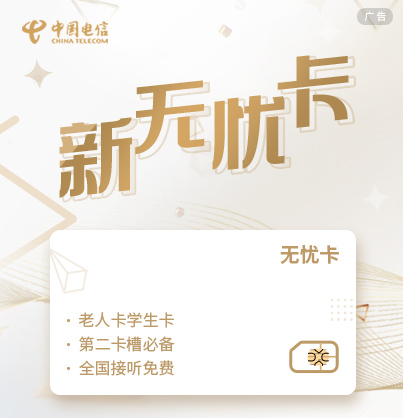 中国电信
CHINA TELECOM
广告
新无忧卡
无忧卡
· 老人卡学生卡
· 第二卡槽必备
· 全国接听免费